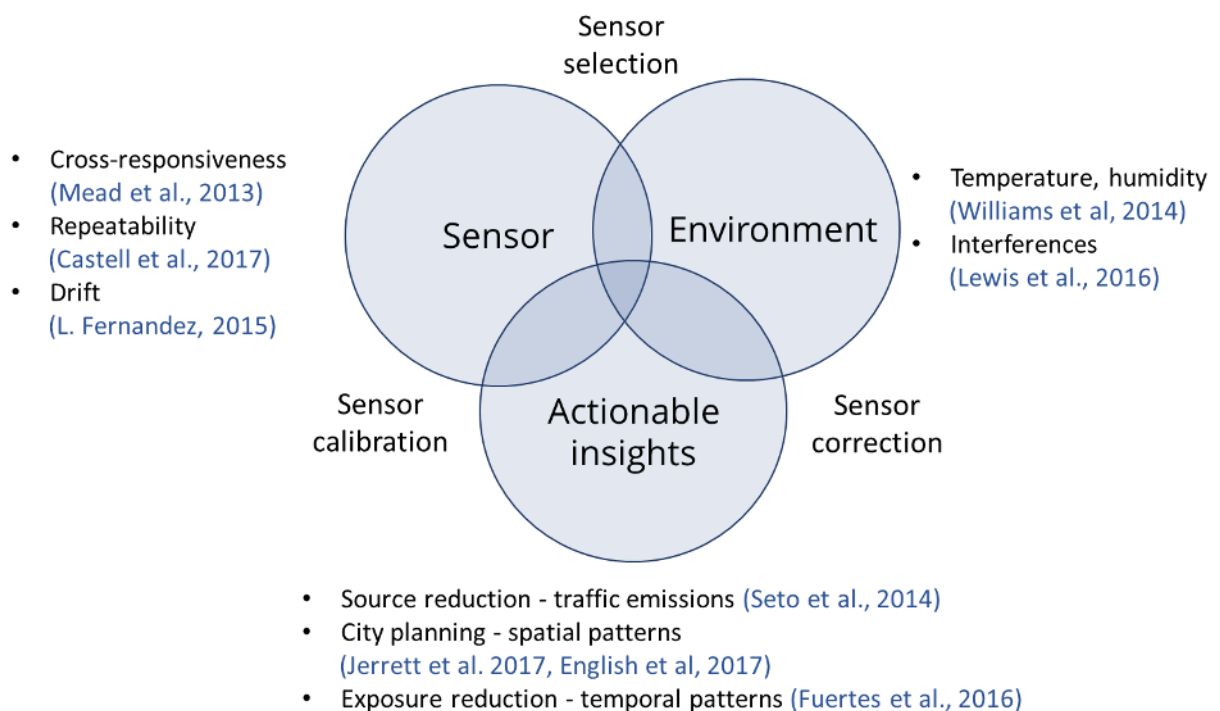 Sensor
selection
• Cross-responsiveness
(Mead et al., 2013)
• Repeatability
(Castell et al., 2017)
• Drift
(L. Fernandez, 2015)
Sensor
Environment
• Temperature, humidity
(Williams et al, 2014)
• Interferences
(Lewis et al., 2016)
Sensor
calibration
Actionable
insights
Sensor
correction
• Source reduction - traffic emissions (Seto et al., 2014)
• City planning - spatial patterns
(Jerrett et al. 2017, English et al, 2017)
• Exposure reduction - temporal patterns (Fuertes et al., 2016)